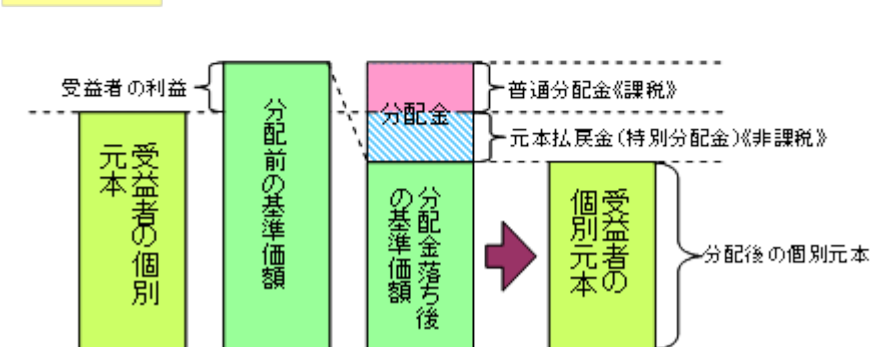 受益者の利益
受益者の個別
元本
分配前の基準価額
分配金
分配金落ち後
の基準価額
普通分配金《課税》
元本払戻金(特別分配金)《非課税》
受益者の
個別元本
分配後の個別元本